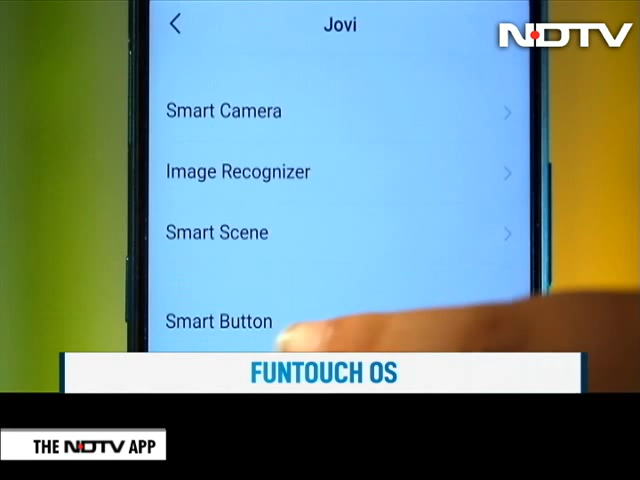 Jovi
NDTV
Smart Camera
Image Recognizer
Smart Scene
Smart Button
FUNTOUCH OS
THE NDTV APP